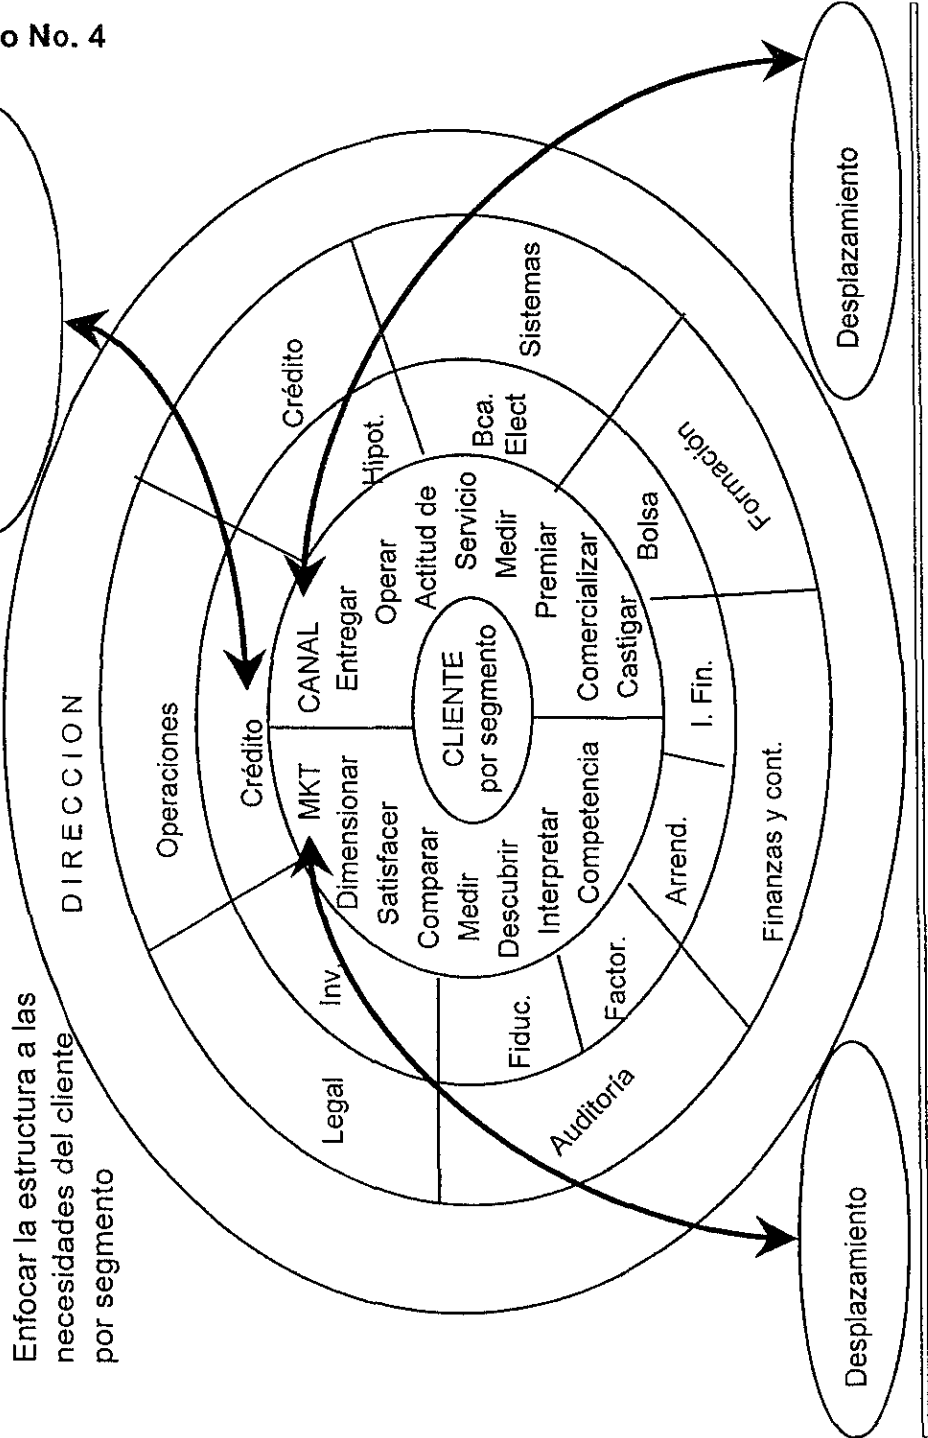 o No. 4
Enfocar la estructura a las
necesidades del cliente
por segmento
DIRECCION
Operaciones
Crédito
Legal
Inv.
Crédito
Hipot.
Sistemas
MKT
Dimensionar
Satisfacer
Comparar
Medir
Descubrir
Interpretar
Competencia
CANAL
Entregar
Operar
Actitud de
Servicio
Medir
Premiar
Comercializar
Castigar
CLIENTE
por segmento
Bca.
Elect
Fiduc.
Factor.
Arrend.
I. Fin.
Bolsa
Formación
Auditoría
Finanzas y cont.
Desplazamiento
Desplazamiento